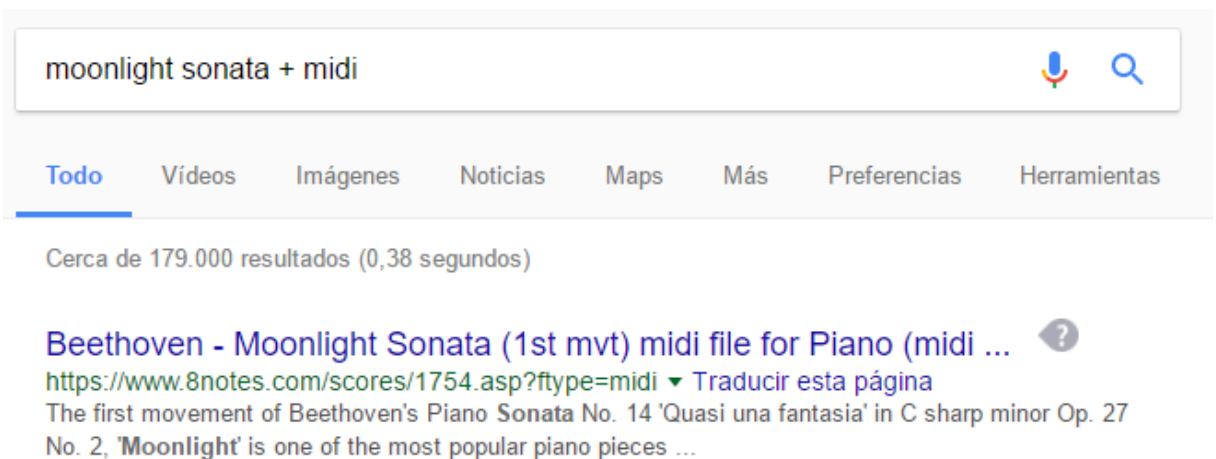 moonlight sonata + midi
Todo Vídeos Imágenes Noticias Maps Más Preferencias Herramientas
Cerca de 179.000 resultados (0,38 segundos)
Beethoven - Moonlight Sonata (1st mvt) midi file for Piano (midi ...
https://www.8notes.com/scores/1754.asp?ftype=midi ▾ Traducir esta página
The first movement of Beethoven's Piano Sonata No. 14 'Quasi una fantasia' in C sharp minor Op. 27
No. 2, 'Moonlight' is one of the most popular piano pieces ...